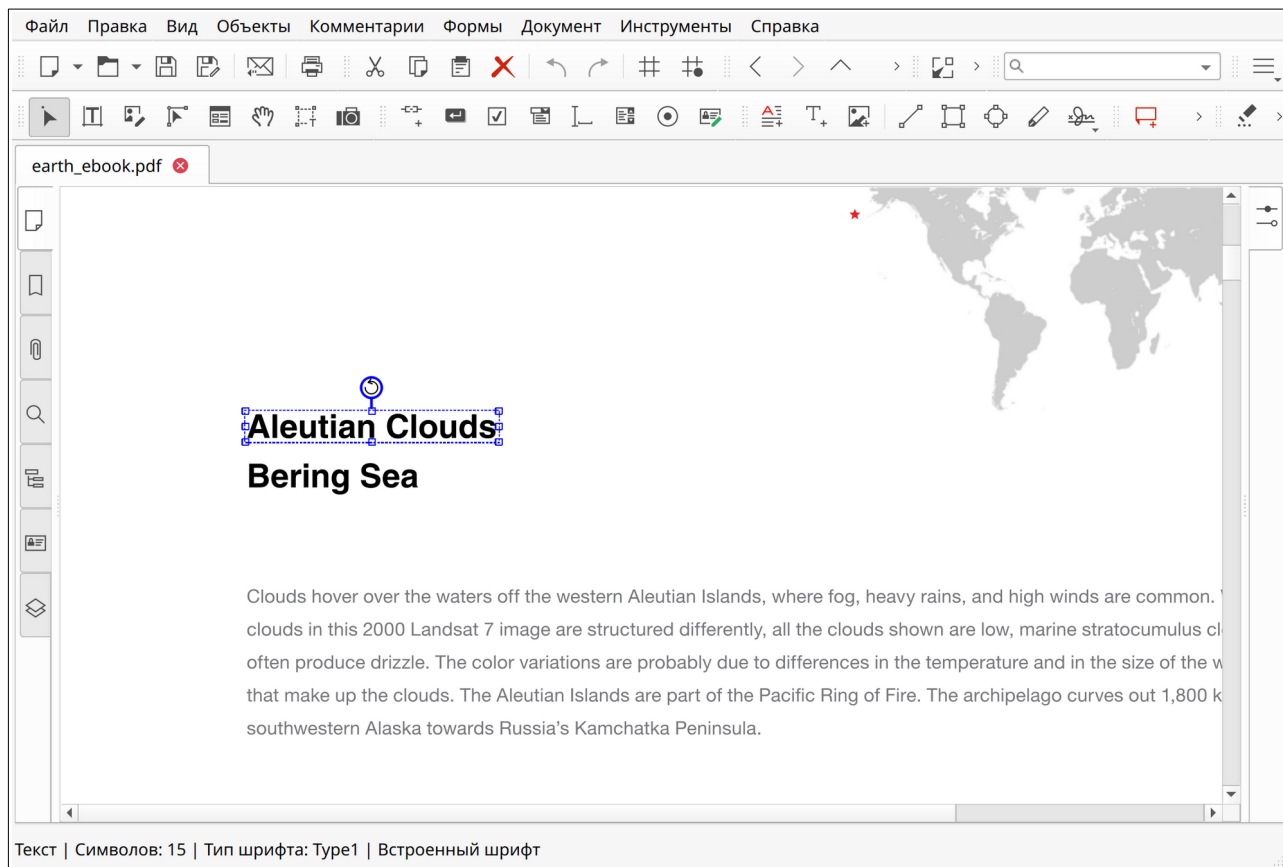 Файл Правка Вид Объекты Комментарии Формы Документ Инструменты Справка
earth_ebook.pdf
Aleutian Clouds
Bering Sea
Clouds hover over the waters off the western Aleutian Islands, where fog, heavy rains, and high winds are common.
clouds in this 2000 Landsat 7 image are structured differently, all the clouds shown are low, marine stratocumulus cl
often produce drizzle. The color variations are probably due to differences in the temperature and in the size of the w
that make up the clouds. The Aleutian Islands are part of the Pacific Ring of Fire. The archipelago curves out 1,800 k
southwestern Alaska towards Russia’s Kamchatka Peninsula.
Текст | Символов: 15 | Тип шрифта: Type1 | Встроенный шрифт